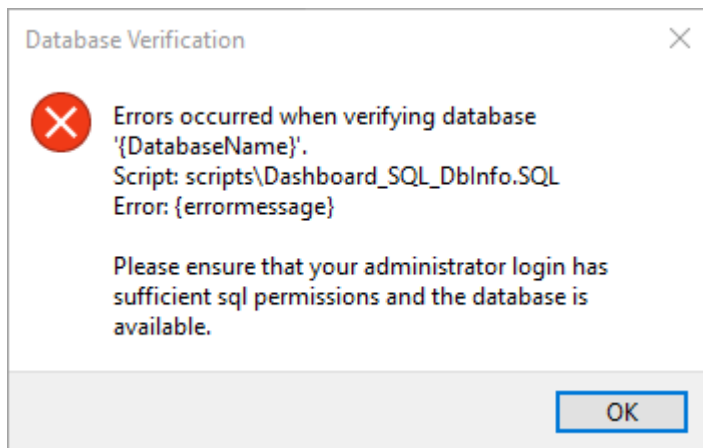 Database Verification
Errors occurred when verifying database
'{DatabaseName}'.
Script: scripts\Dashboard_SQL_DbInfo.SQL
Error: {errormessage}
Please ensure that your administrator login has
sufficient sql permissions and the database is
available.
OK